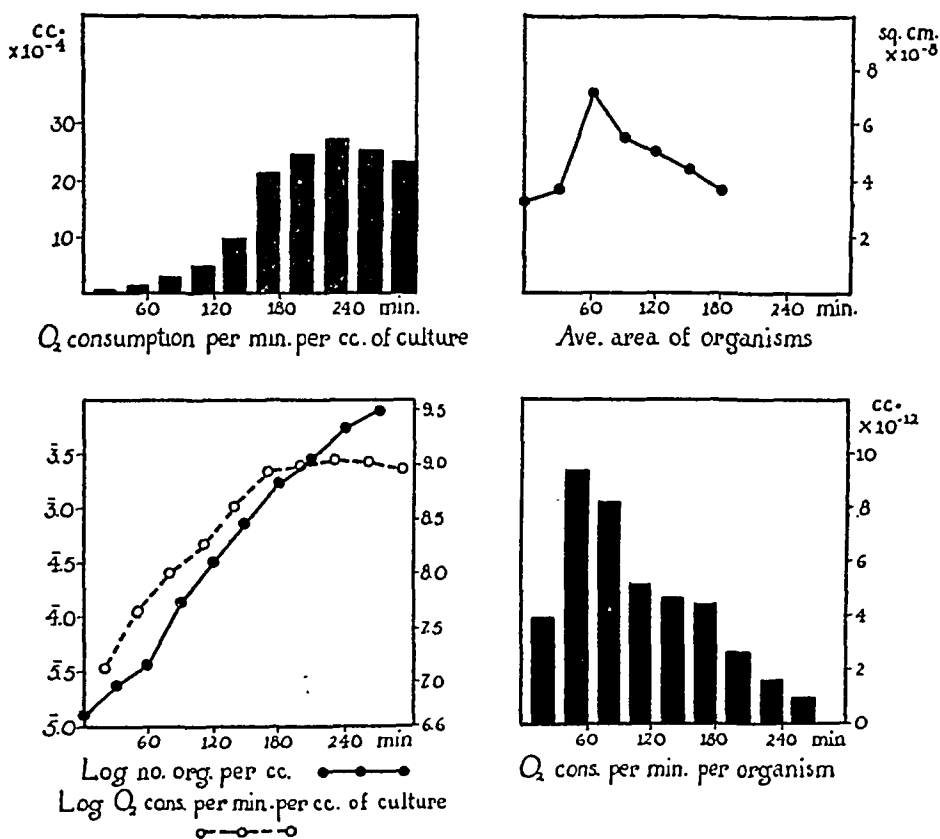 cc.
×10⁻⁴
30
20
10
60 120 180 240 min.
O₂ consumption per min. per cc. of culture
sq. cm.
×10⁻⁸
8
6
4
2
60 120 180 240 min.
Ave. area of organisms
3̅.5
3̅.0
4̅.5
4̅.0
5̅.5
5̅.0
9.5
9.0
8.5
8.0
7.5
7.0
6.6
60 120 180 240 min
Log no. org. per cc.
Log O₂ cons. per min. per cc. of culture
cc.
×10⁻¹²
10
8
6
4
2
0
60 120 180 240 min
O₂ cons. per min. per organism